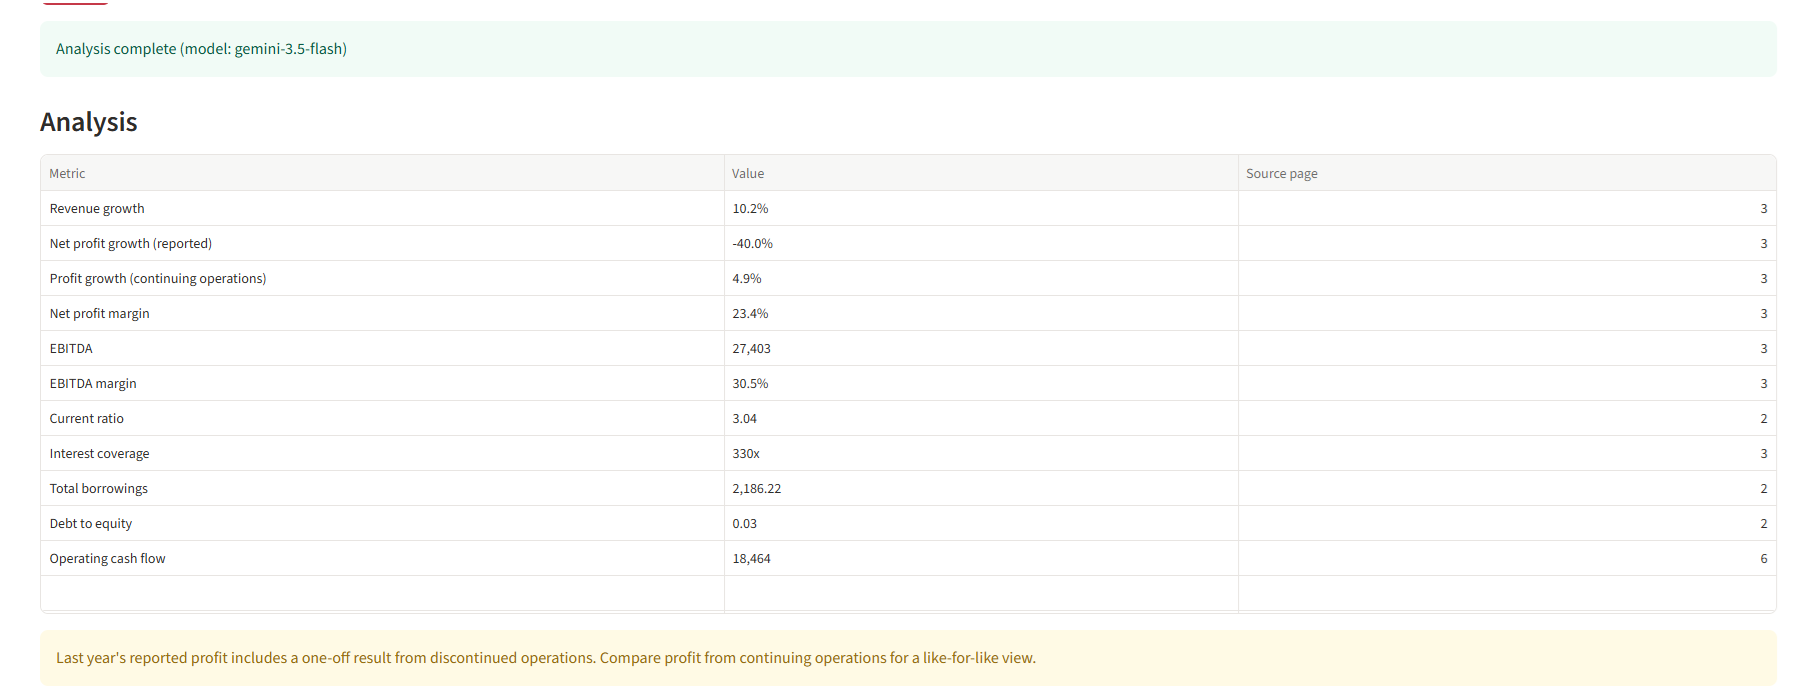 Analysis complete (model: gemini-3.5-flash)
Analysis
Metric Value Source page
Revenue growth 10.2% 3
Net profit growth (reported) -40.0% 3
Profit growth (continuing operations) 4.9% 3
Net profit margin 23.4% 3
EBITDA 27,403 3
EBITDA margin 30.5% 3
Current ratio 3.04 2
Interest coverage 330x 3
Total borrowings 2,186.22 2
Debt to equity 0.03 2
Operating cash flow 18,464 6
Last year's reported profit includes a one-off result from discontinued operations. Compare profit from continuing operations for a like-for-like view.